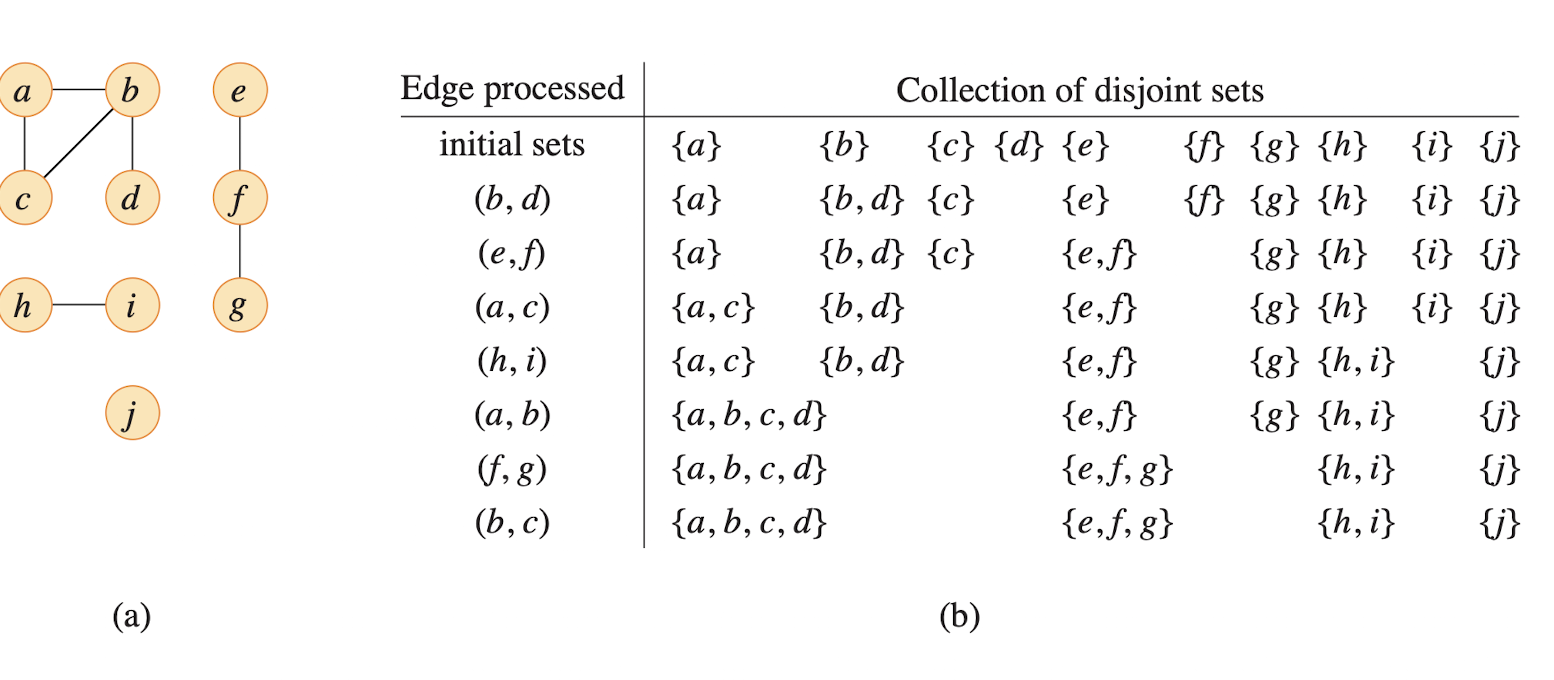 a b e
c d f
h i g
j
(a)
Edge processed Collection of disjoint sets
initial sets {a} {b} {c} {d} {e} {f} {g} {h} {i} {j}
(b, d) {a} {b, d} {c} {e} {f} {g} {h} {i} {j}
(e, f) {a} {b, d} {c} {e, f} {g} {h} {i} {j}
(a, c) {a, c} {b, d} {e, f} {g} {h} {i} {j}
(h, i) {a, c} {b, d} {e, f} {g} {h, i} {j}
(a, b) {a, b, c, d} {e, f} {g} {h, i} {j}
(f, g) {a, b, c, d} {e, f, g} {h, i} {j}
(b, c) {a, b, c, d} {e, f, g} {h, i} {j}
(b)